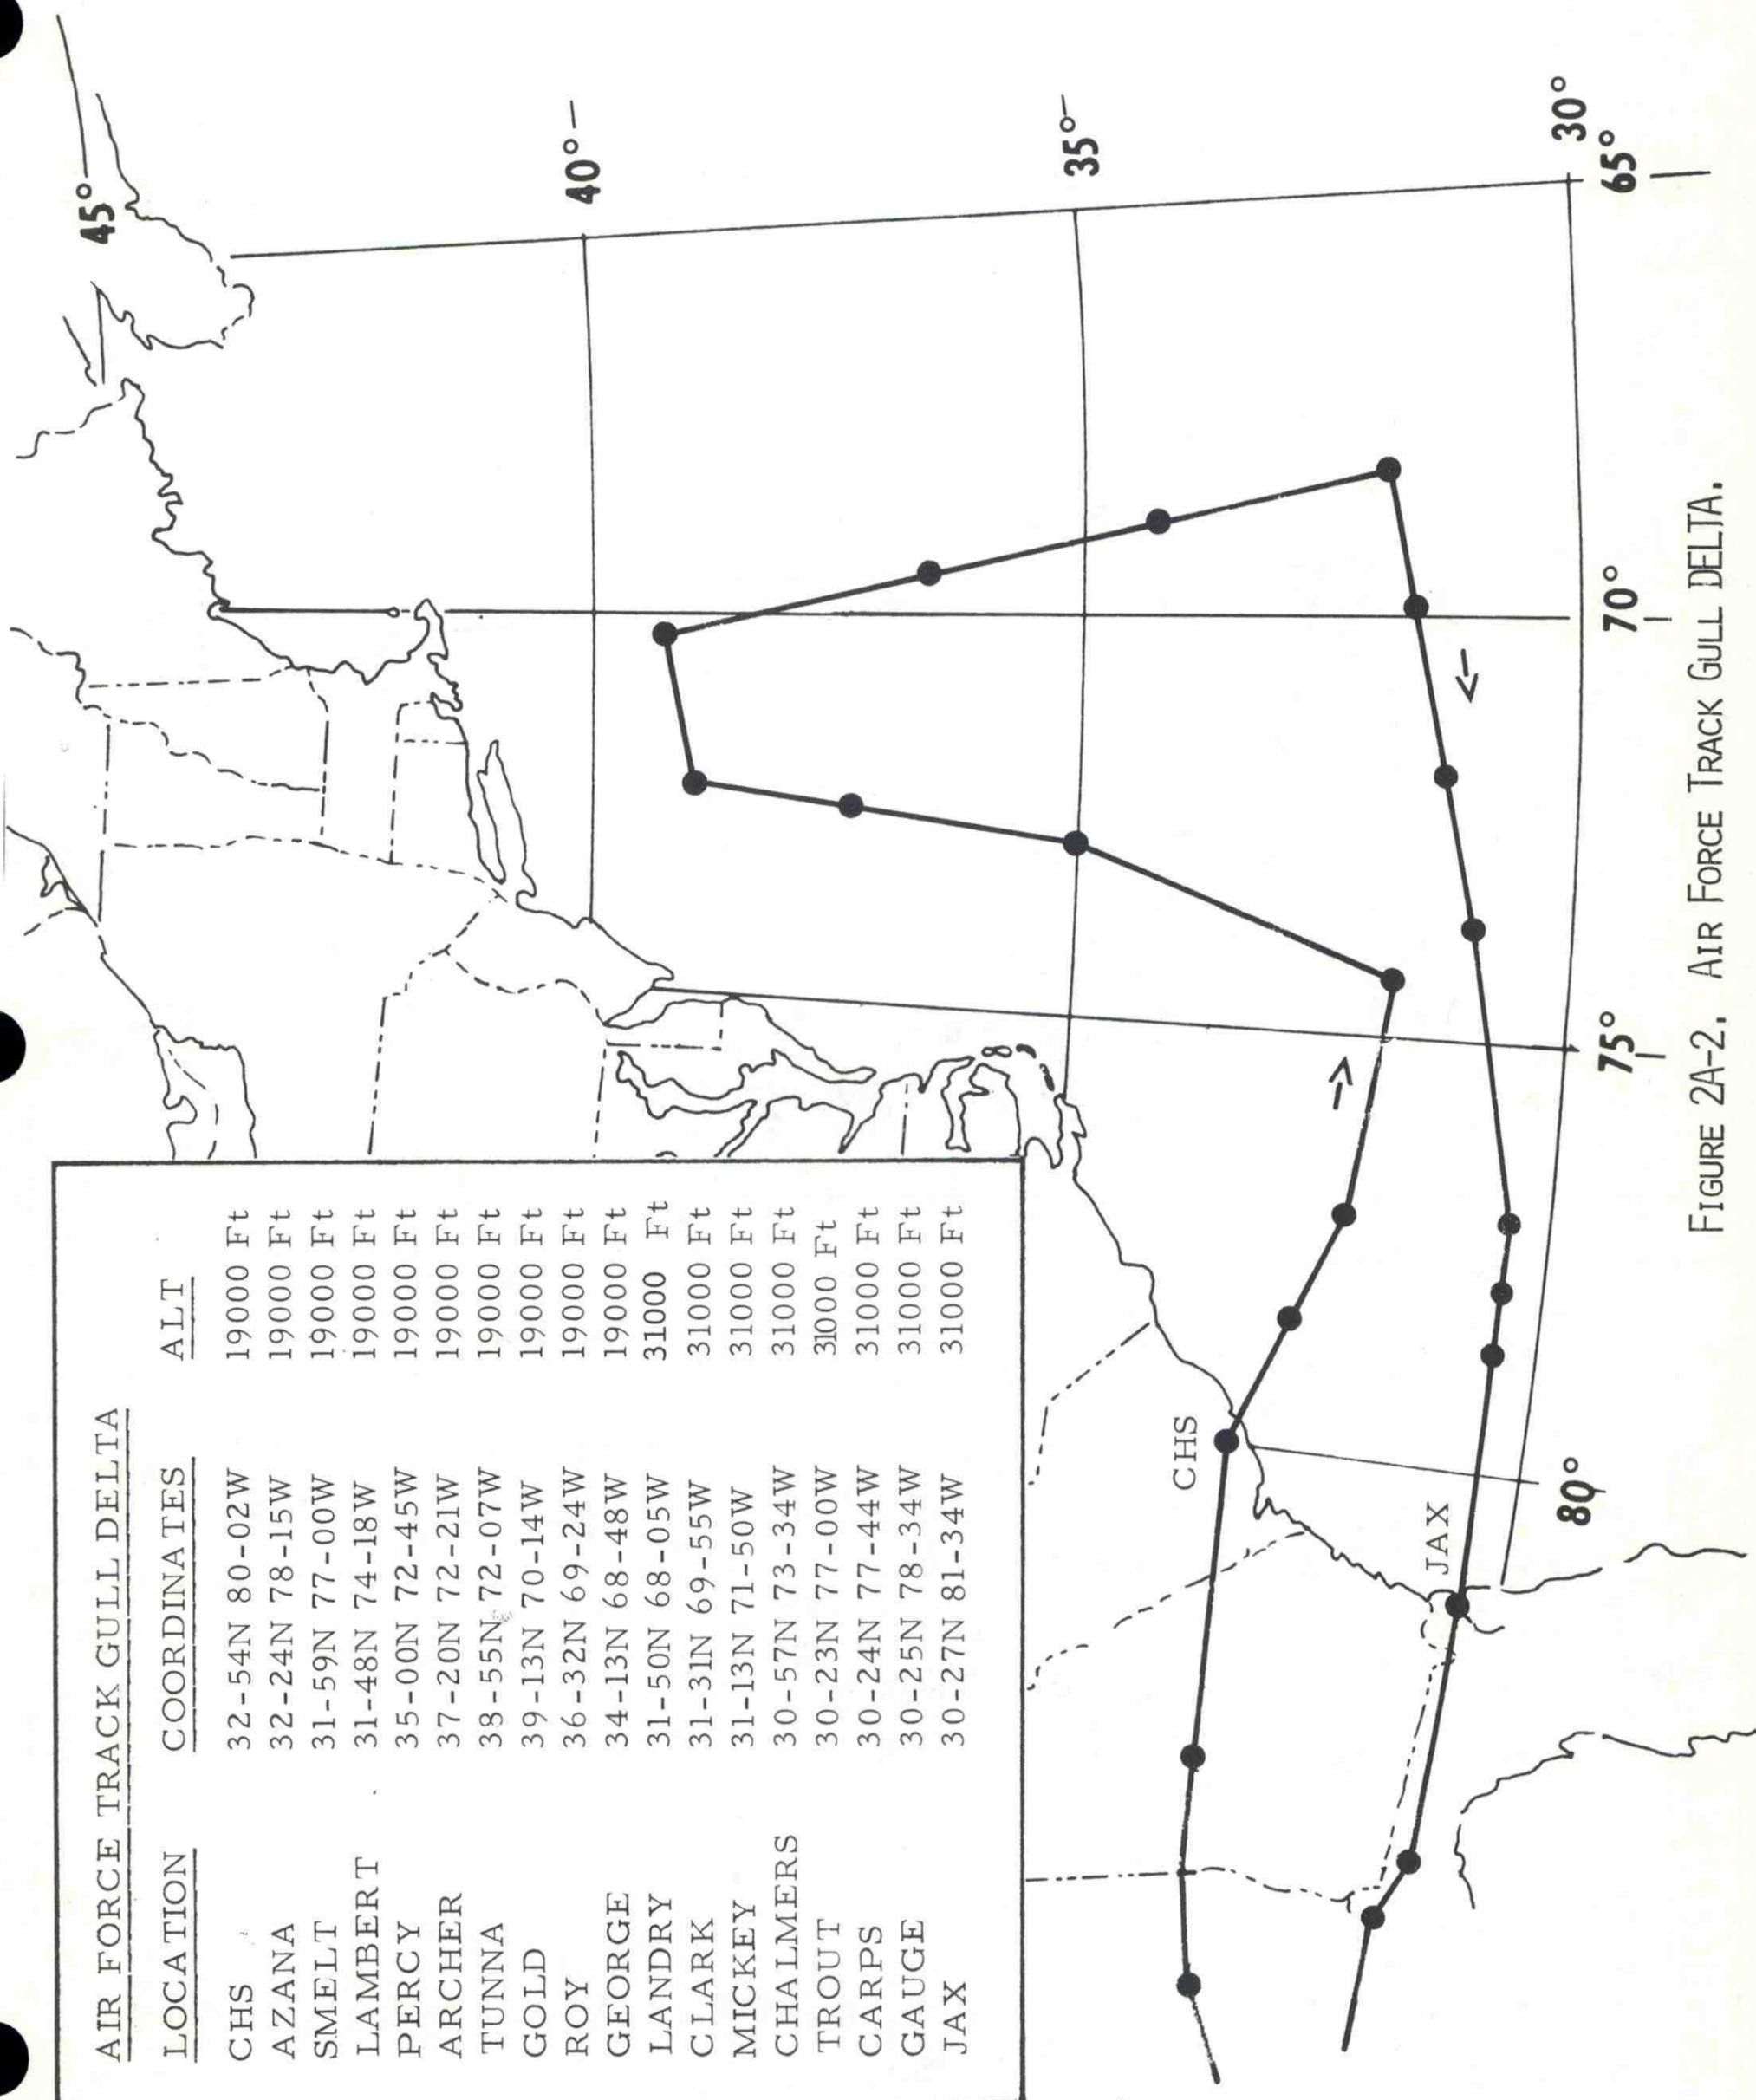 AIR FORCE TRACK GULL DELTA
LOCATION COORDINATES ALT
CHS 32-54N 80-02W 19000 Ft
AZANA 32-24N 78-15W 19000 Ft
SMELT 31-59N 77-00W 19000 Ft
LAMBERT 31-48N 74-18W 19000 Ft
PERCY 35-00N 72-45W 19000 Ft
ARCHER 37-20N 72-21W 19000 Ft
TUNNA 38-55N 72-07W 19000 Ft
GOLD 39-13N 70-14W 19000 Ft
ROY 36-32N 69-24W 19000 Ft
GEORGE 34-13N 68-48W 19000 Ft
LANDRY 31-50N 68-05W 31000 Ft
CLARK 31-31N 69-55W 31000 Ft
MICKEY 31-13N 71-50W 31000 Ft
CHALMERS 30-57N 73-34W 31000 Ft
TROUT 30-23N 77-00W 31000 Ft
CARPS 30-24N 77-44W 31000 Ft
GAUGE 30-25N 78-34W 31000 Ft
JAX 30-27N 81-34W 31000 Ft
45°
40°
35°
30°
CHS
JAX
80°
75°
70°
65°
FIGURE 2A-2. AIR FORCE TRACK GULL DELTA.